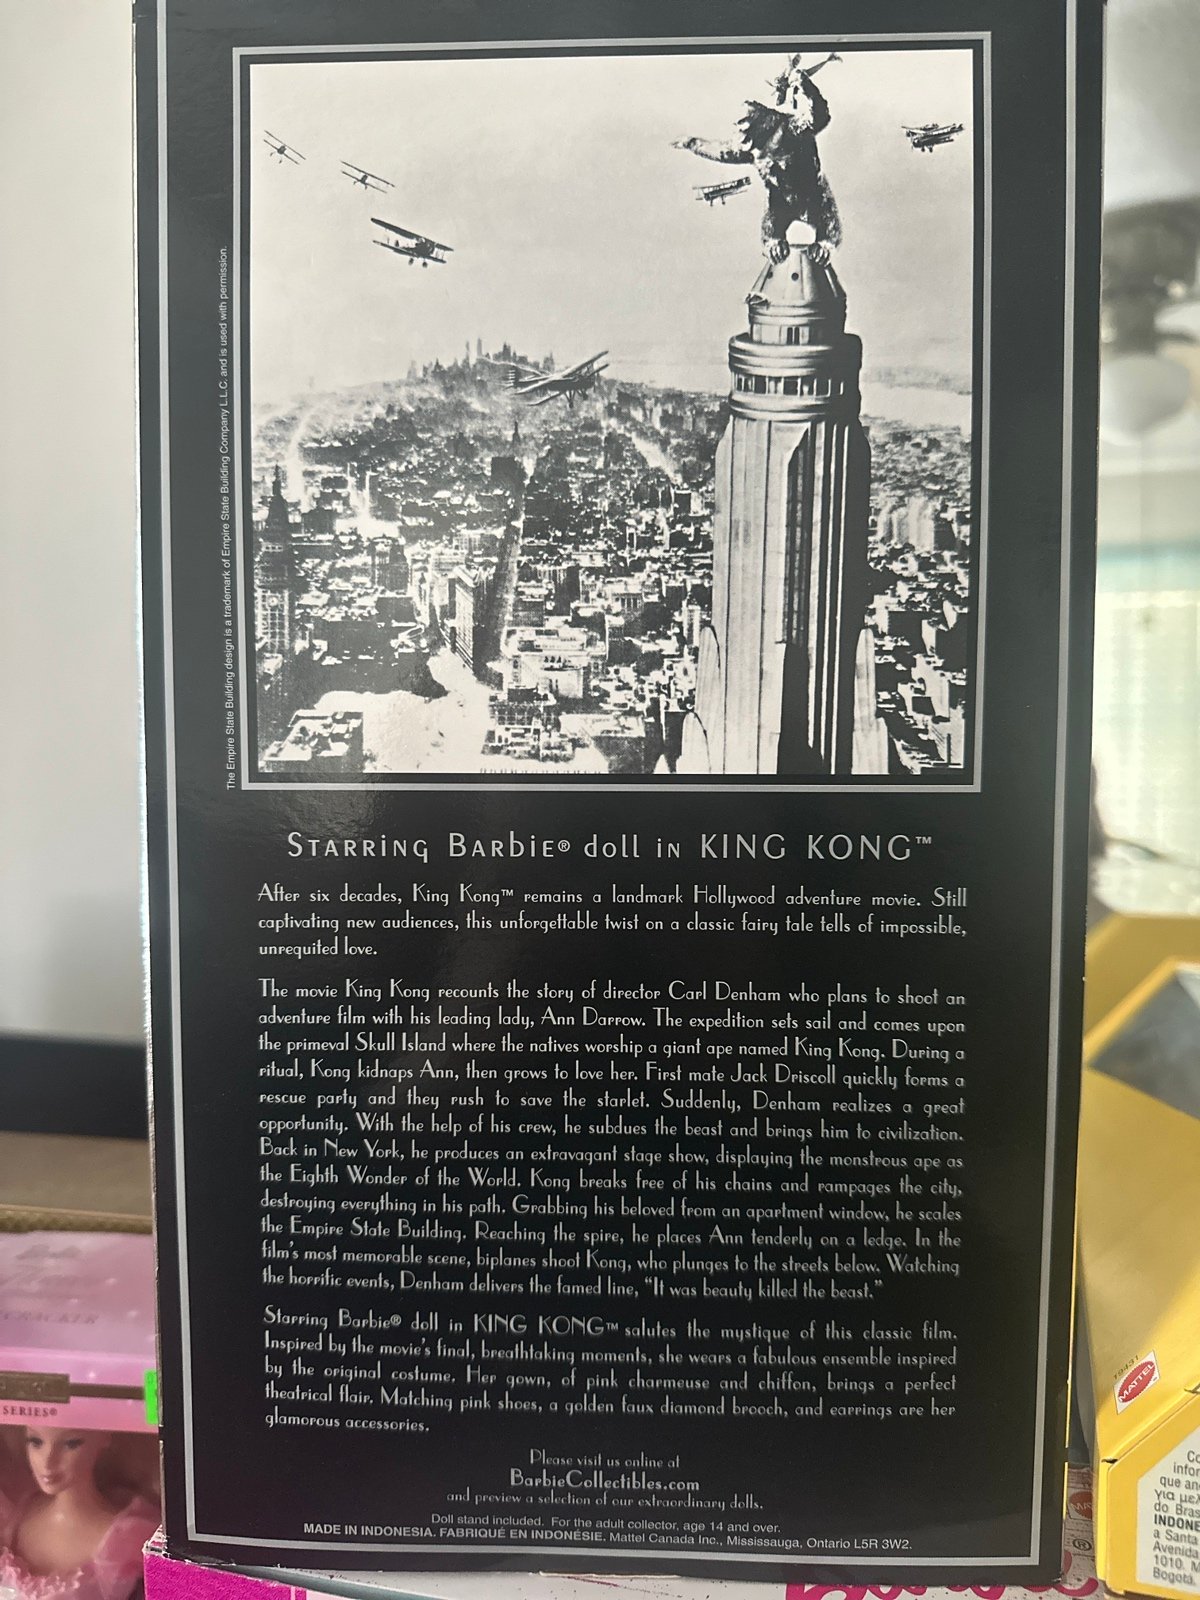 The Empire State Building design is a trademark of Empire State Building Company L.L.C. and is used with permission.
Starring Barbie® doll in KING KONG™
After six decades, King Kong™ remains a landmark Hollywood adventure movie. Still
captivating new audiences, this unforgettable twist on a classic fairy tale tells of impossible,
unrequited love.
The movie King Kong recounts the story of director Carl Denham who plans to shoot an
adventure film with his leading lady, Ann Darrow. The expedition sets sail and comes upon
the primeval Skull Island where the natives worship a giant ape named King Kong. During a
ritual, Kong kidnaps Ann, then grows to love her. First mate Jack Driscoll quickly forms a
rescue party and they rush to save the starlet. Suddenly, Denham realizes a great
opportunity. With the help of his crew, he subdues the beast and brings him to civilization.
Back in New York, he produces an extravagant stage show, displaying the monstrous ape as
the Eighth Wonder of the World. Kong breaks free of his chains and rampages the city,
destroying everything in his path. Grabbing his beloved from an apartment window, he scales
the Empire State Building. Reaching the spire, he places Ann tenderly on a ledge. In the
film's most memorable scene, biplanes shoot Kong, who plunges to the streets below. Watching
the horrific events, Denham delivers the famed line, “It was beauty killed the beast.”
Starring Barbie® doll in KING KONG™ salutes the mystique of this classic film.
Inspired by the movie's final, breathtaking moments, she wears a fabulous ensemble inspired
by the original costume. Her gown, of pink charmeuse and chiffon, brings a perfect
theatrical flair. Matching pink shoes, a golden faux diamond brooch, and earrings are her
glamorous accessories.
Please visit us online at
BarbieCollectibles.com
and preview a selection of our extraordinary dolls.
Doll stand included. For the adult collector, age 14 and over.
MADE IN INDONESIA. FABRIQUÉ EN INDONÉSIE. Mattel Canada Inc., Mississauga, Ontario L5R 3W2.
SERIES®
19431
MATTEL
Co
infor
que an
για με
do Bras
INDONE
a Santa
Avenida
1010. M
Bogotá.